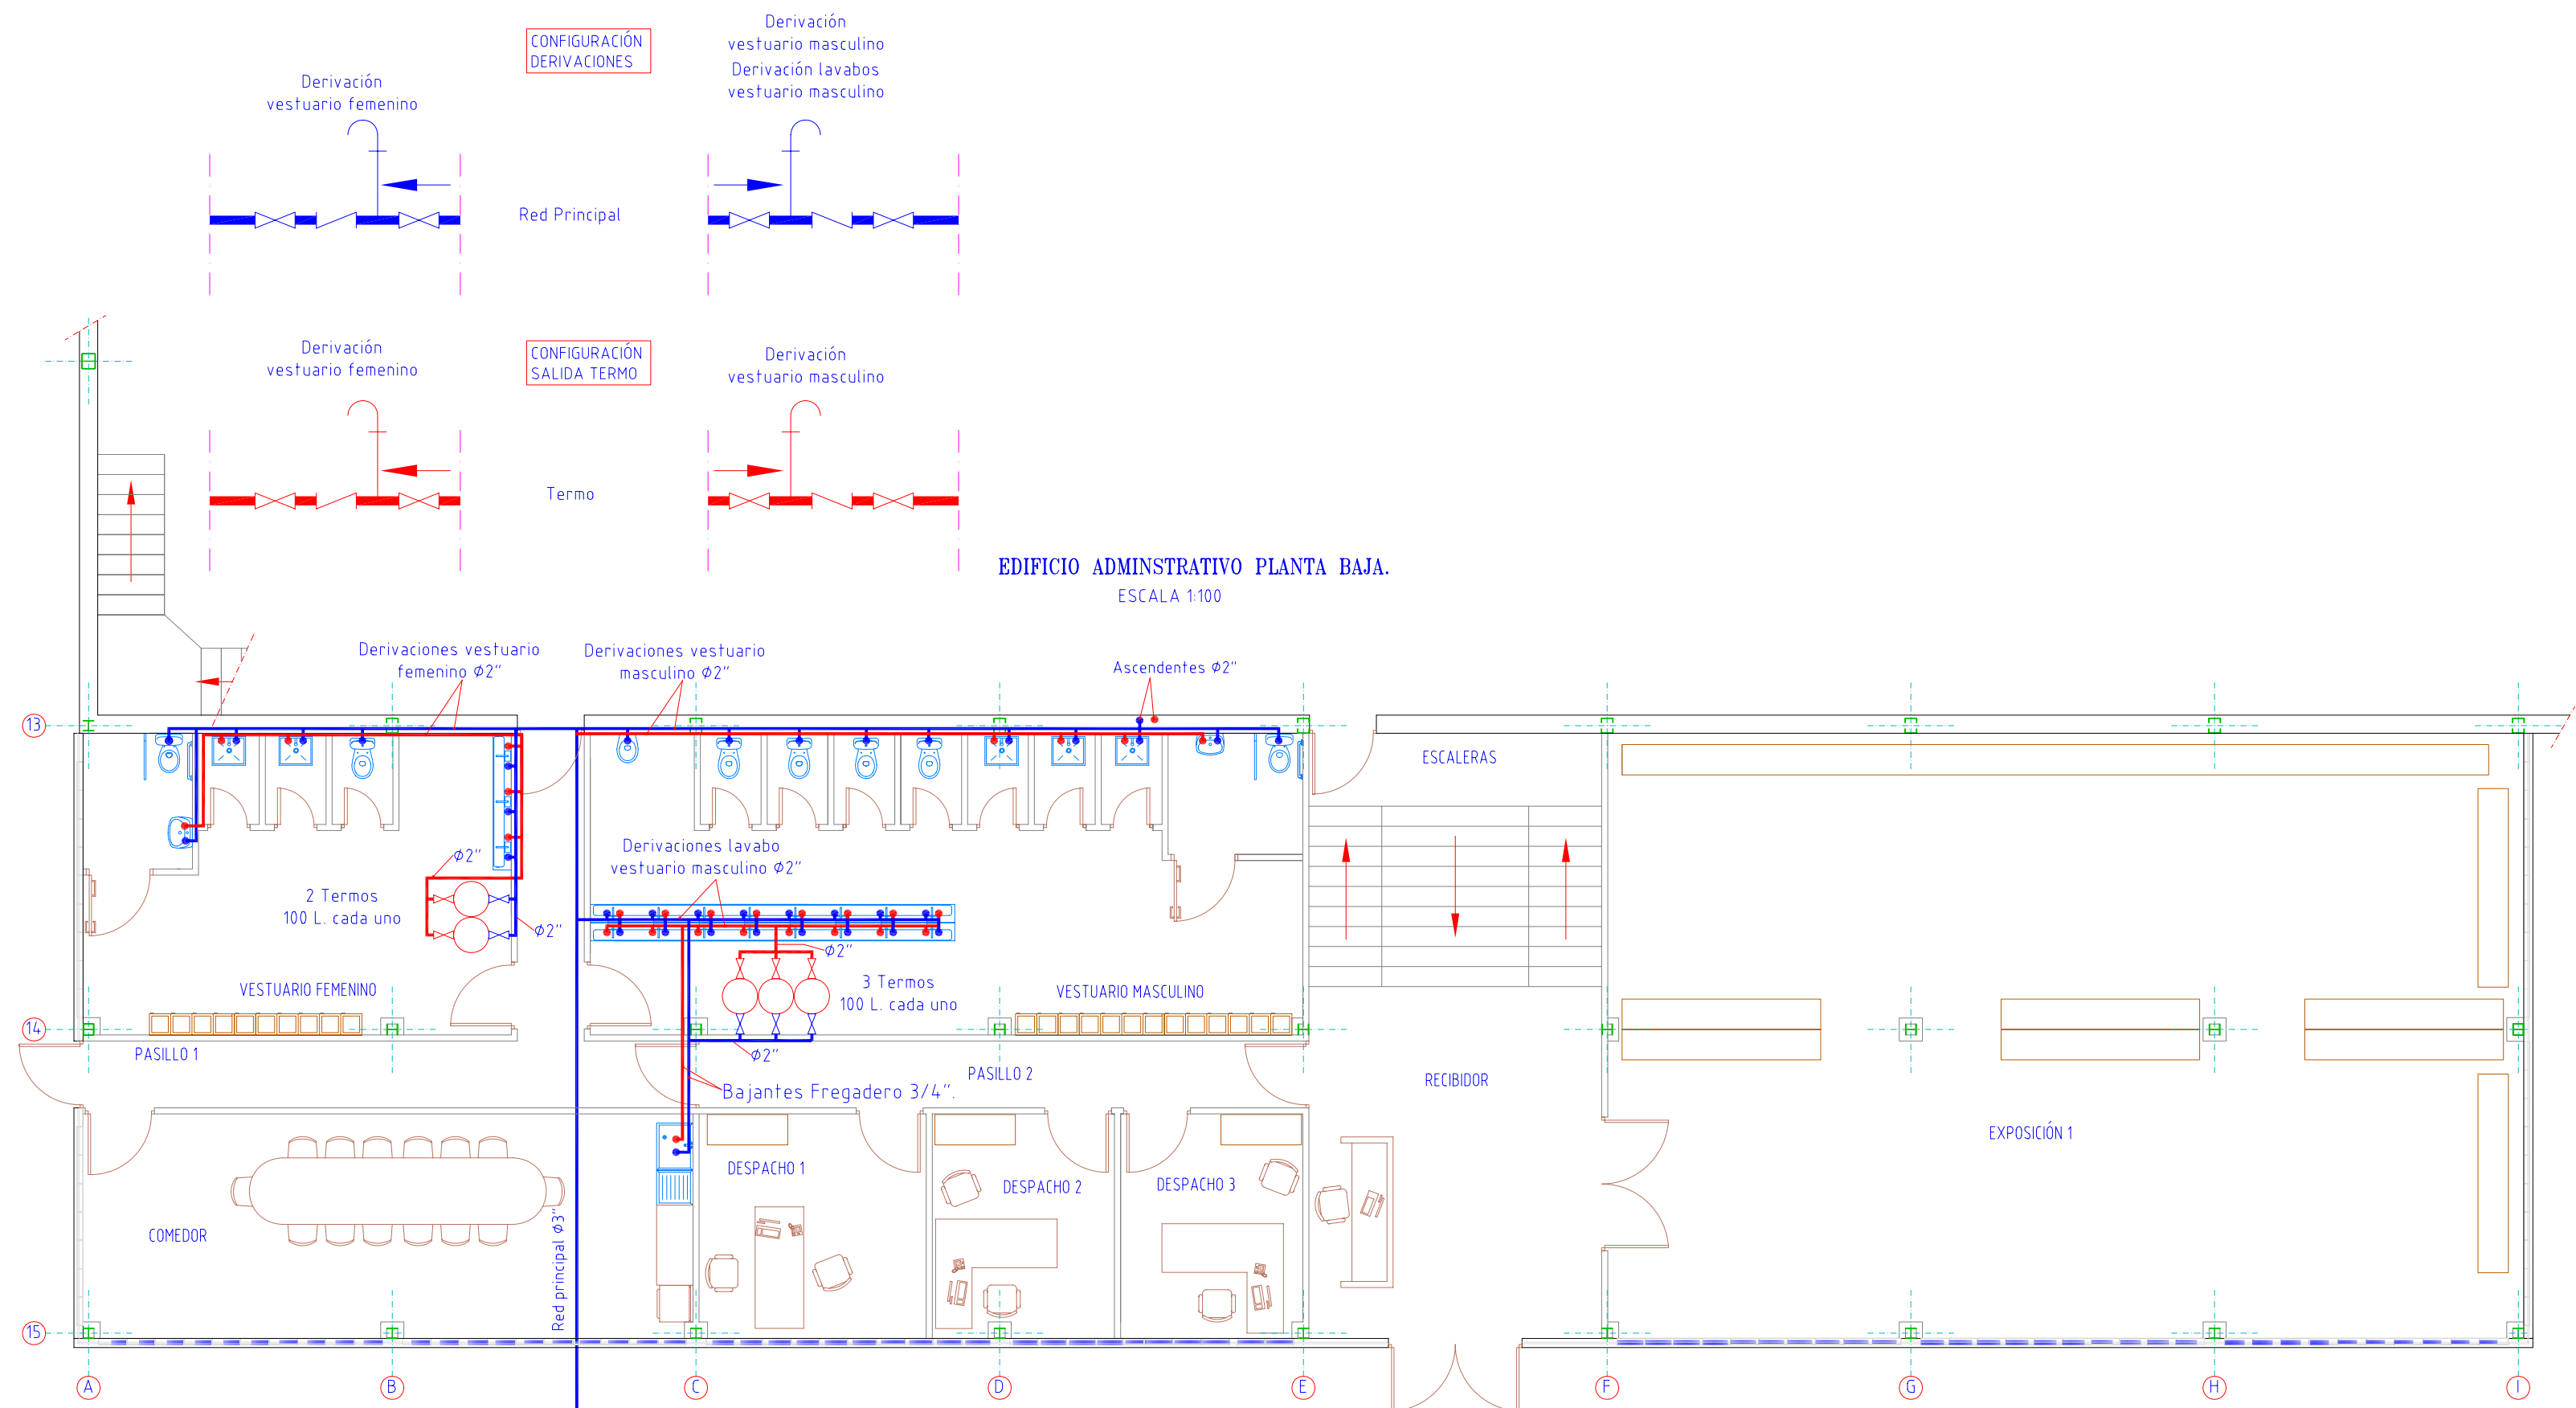 CONFIGURACIÓN
DERIVACIONES
Derivación
vestuario masculino
Derivación lavabos
vestuario masculino
Derivación
vestuario femenino
Red Principal
Derivación
vestuario femenino
CONFIGURACIÓN
SALIDA TERMO
Derivación
vestuario masculino
Termo
EDIFICIO ADMINSTRATIVO PLANTA BAJA.
ESCALA 1:100
Derivaciones vestuario
femenino Ø2"
Derivaciones vestuario
masculino Ø2"
Ascendentes Ø2"
13
ESCALERAS
Ø2"
Derivaciones lavabo
vestuario masculino Ø2"
2 Termos
100 L. cada uno
Ø2"
Ø2"
3 Termos
100 L. cada uno
VESTUARIO FEMENINO
VESTUARIO MASCULINO
14
PASILLO 1
Ø2"
PASILLO 2
Bajantes Fregadero 3/4".
RECIBIDOR
EXPOSICIÓN 1
DESPACHO 1
DESPACHO 2
DESPACHO 3
COMEDOR
Red principal Ø3"
15
A
B
C
D
E
F
G
H
I